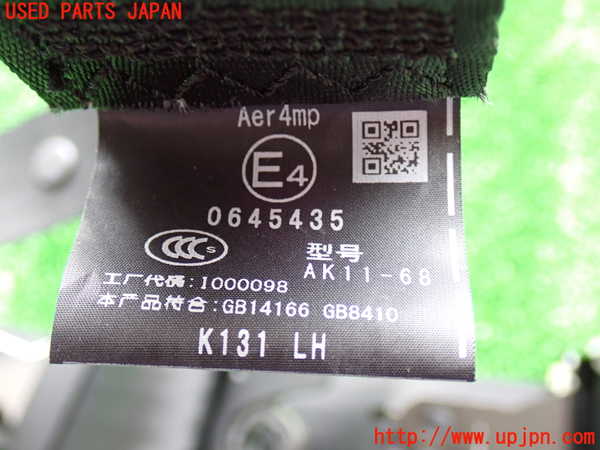 USED PARTS JAPAN
Aer4mp
E4
0645435
CCC S
型号
AK11-68
工厂代码:I000098
本产品符合:GB14166 GB8410
K131 LH
http://www.upjpn.com/